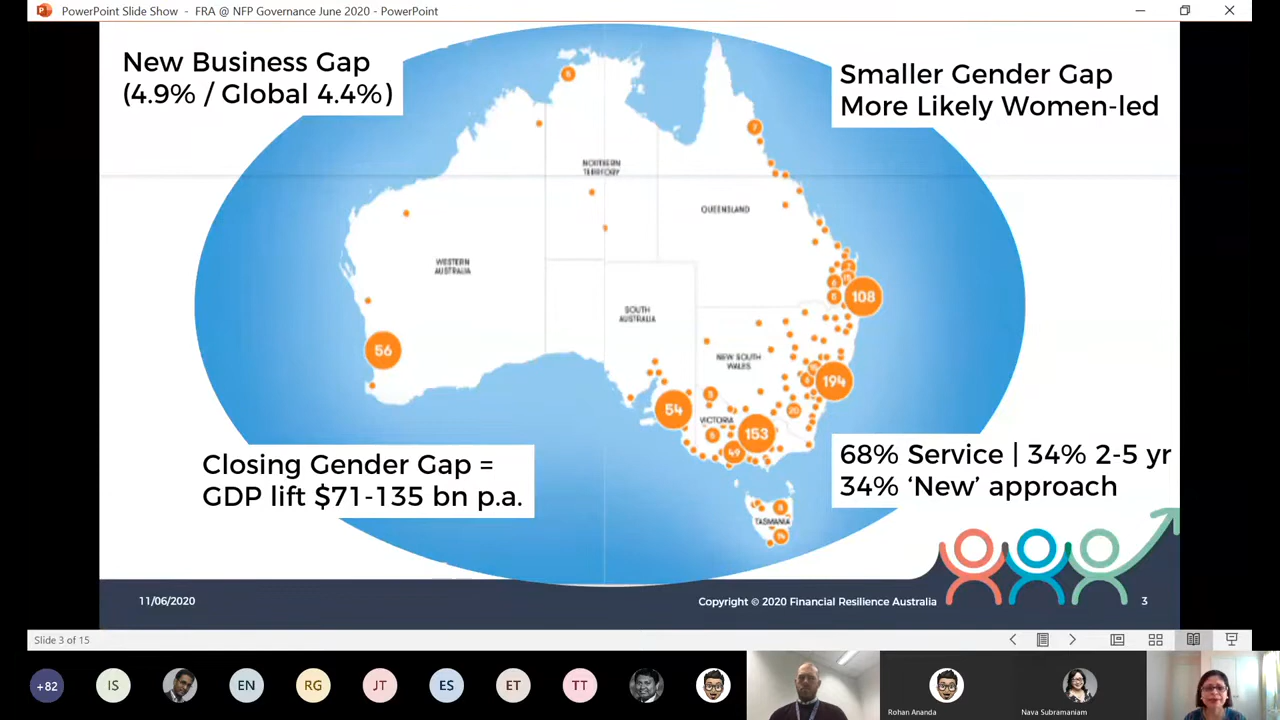 PowerPoint Slide Show - FRA @ NFP Governance June 2020 - PowerPoint
New Business Gap
(4.9% / Global 4.4%)
Smaller Gender Gap
More Likely Women-led
NORTHERN
TERRITORY
QUEENSLAND
WESTERN
AUSTRALIA
SOUTH
AUSTRALIA
NEW SOUTH
WALES
VICTORIA
TASMANIA
7
108
56
194
54
153
49
20
Closing Gender Gap =
GDP lift $71-135 bn p.a.
68% Service | 34% 2-5 yr
34% ‘New’ approach
11/06/2020
Copyright © 2020 Financial Resilience Australia
3
Slide 3 of 15
+82
IS
EN
RG
JT
ES
ET
TT
Rohan Ananda
Nava Subramaniam